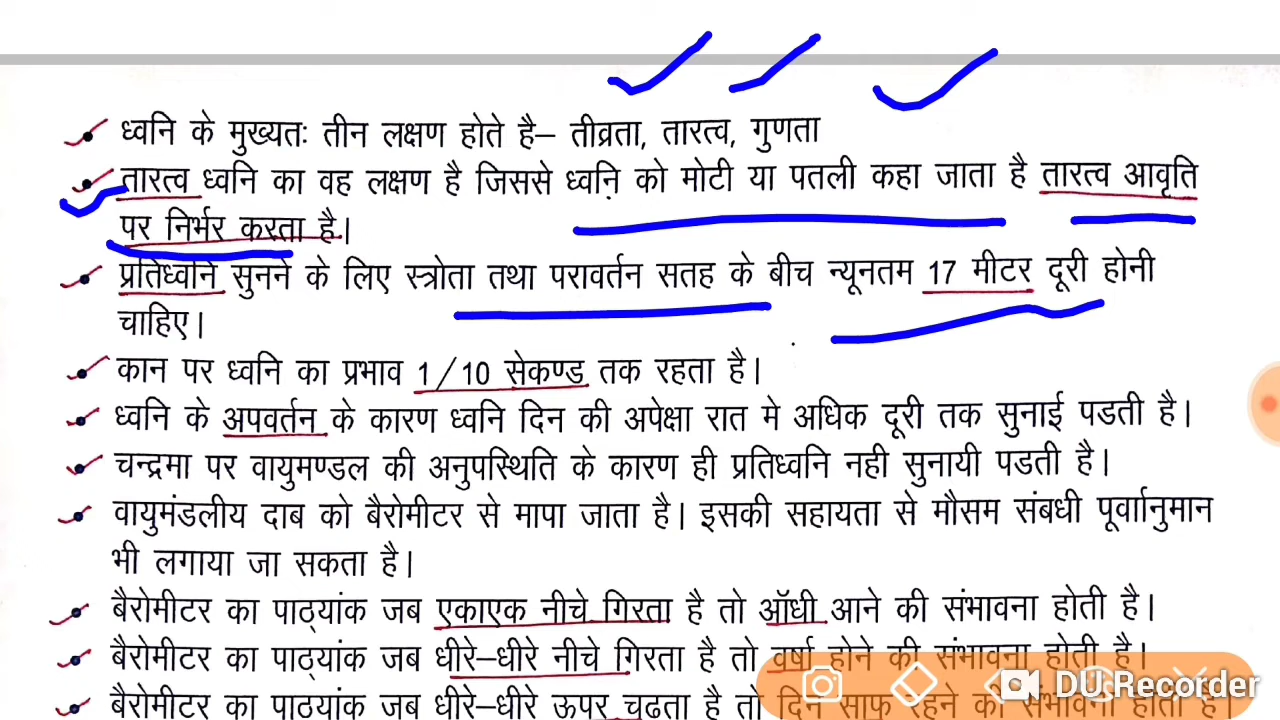 ध्वनि के मुख्यतः तीन लक्षण होते है– तीव्रता, तारत्व, गुणता
तारत्व ध्वनि का वह लक्षण है जिससे ध्वनि को मोटी या पतली कहा जाता है तारत्व आवृति
पर निर्भर करता है।
प्रतिध्वनि सुनने के लिए स्त्रोता तथा परावर्तन सतह के बीच न्यूनतम 17 मीटर दूरी होनी
चाहिए।
कान पर ध्वनि का प्रभाव 1/10 सेकण्ड तक रहता है।
ध्वनि के अपवर्तन के कारण ध्वनि दिन की अपेक्षा रात मे अधिक दूरी तक सुनाई पडती है।
चन्द्रमा पर वायुमण्डल की अनुपस्थिति के कारण ही प्रतिध्वनि नही सुनायी पडती है।
वायुमंडलीय दाब को बैरोमीटर से मापा जाता है। इसकी सहायता से मौसम संबधी पूर्वाानुमान
भी लगाया जा सकता है।
बैरोमीटर का पाठ्यांक जब एकाएक नीचे गिरता है तो ऑधी आने की संभावना होती है।
बैरोमीटर का पाठ्यांक जब धीरे–धीरे नीचे गिरता है तो वर्षा होने की संभावना होती है।
बैरोमीटर का पाठ्यांक जब धीरे–धीरे ऊपर चढता है तो दिन साफ रहने की संभावना होती है।
DU Recorder